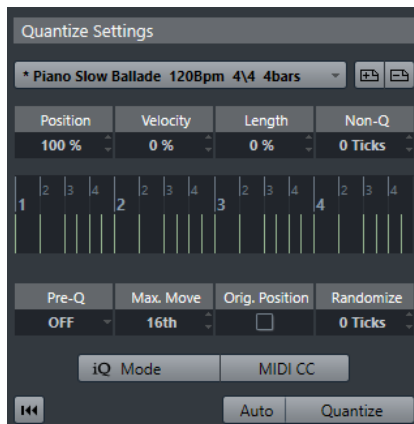 Quantize Settings
* Piano Slow Ballade 120Bpm 4\4 4bars
Position Velocity Length Non-Q
100 % 0 % 0 % 0 Ticks
2 3 4 2 3 4 2 3 4 2 3 4
1 2 3 4
Pre-Q Max. Move Orig. Position Randomize
OFF 16th 0 Ticks
iQ Mode MIDI CC
Auto Quantize